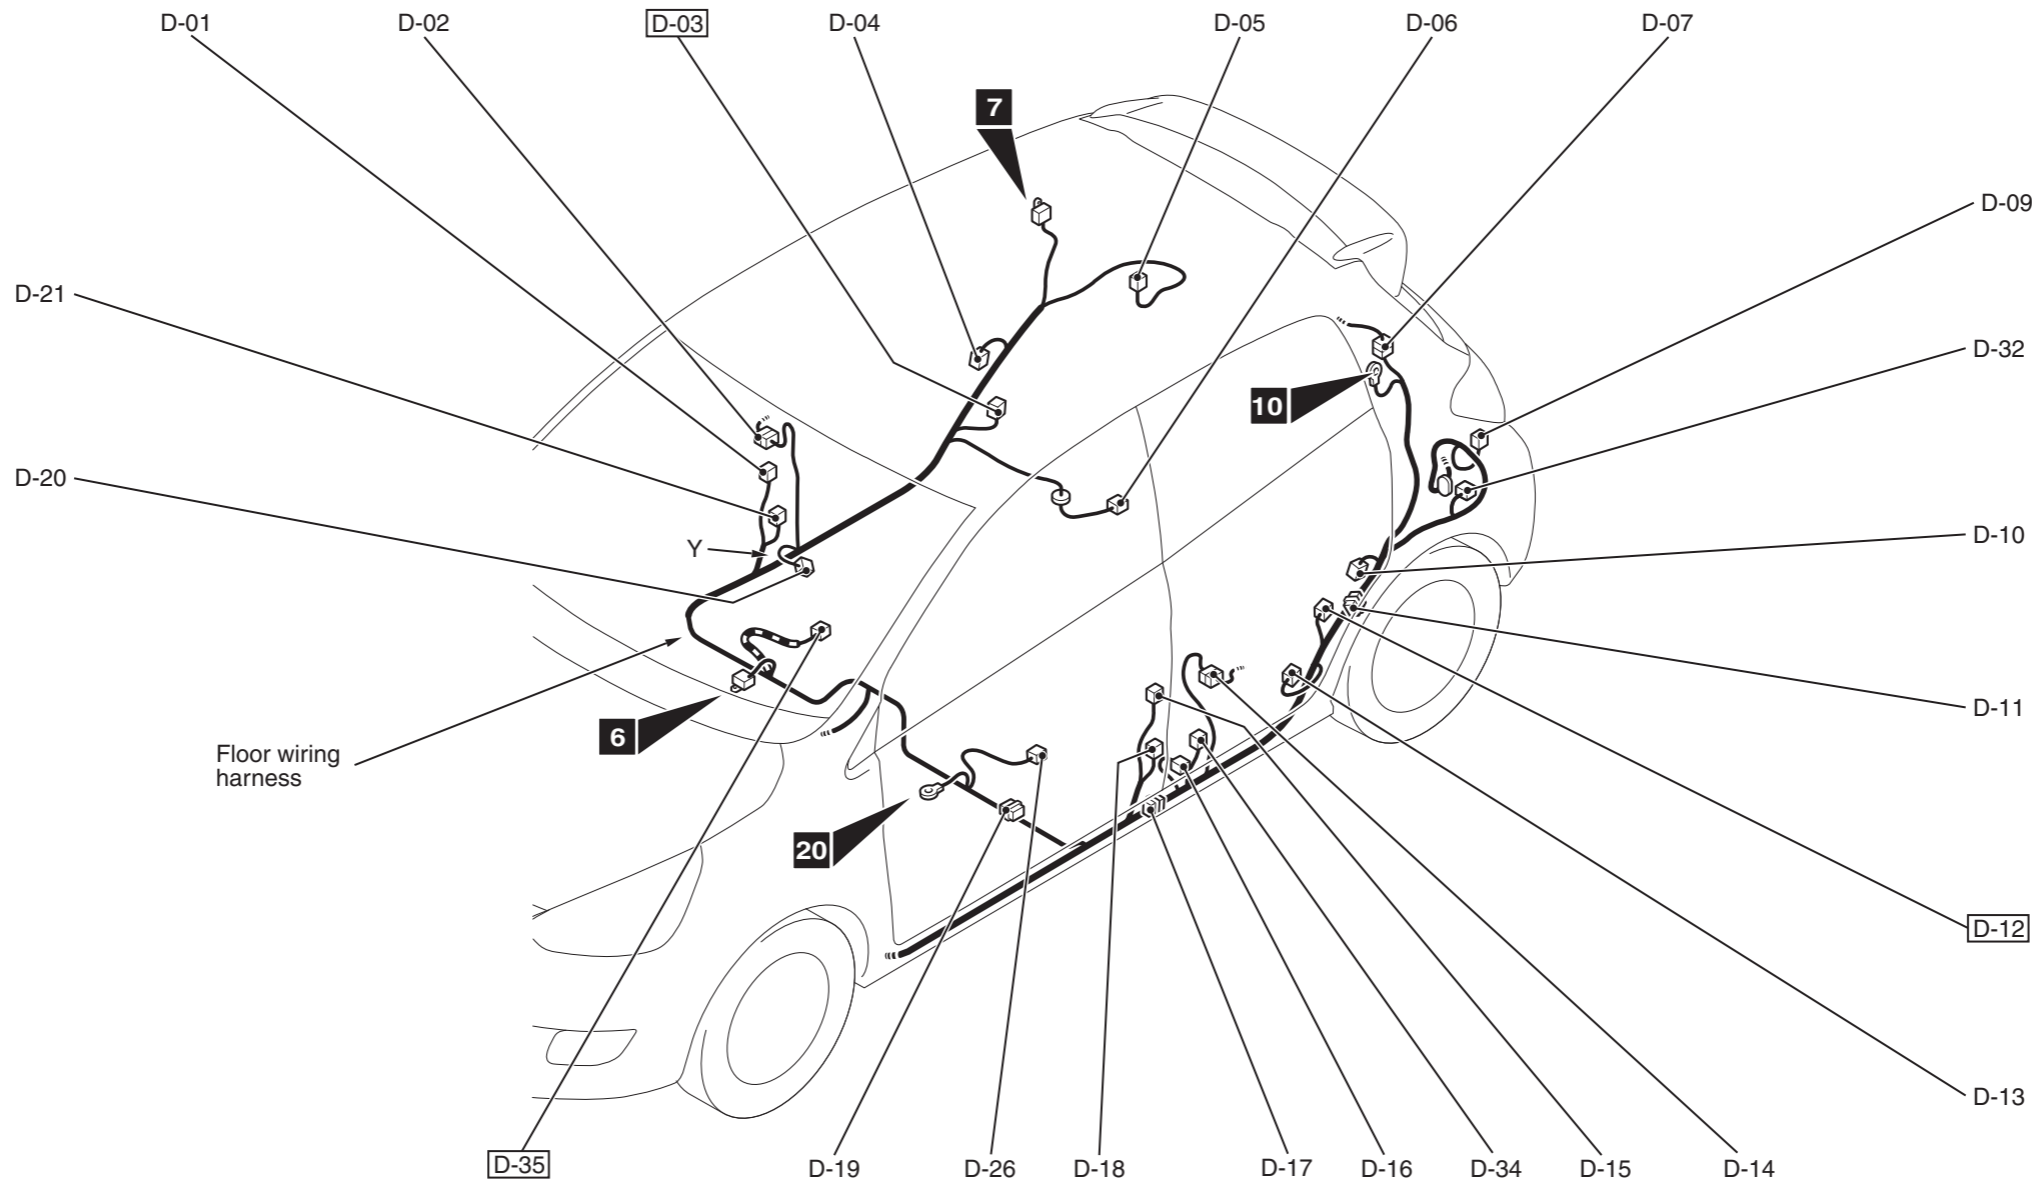 D-01 D-02 D-03 D-04 D-05 D-06 D-07
7
D-09
D-21
D-32
10
D-20
Y
D-10
6
D-11
Floor wiring
harness
20
D-12
D-13
D-35 D-19 D-26 D-18 D-17 D-16 D-34 D-15 D-14